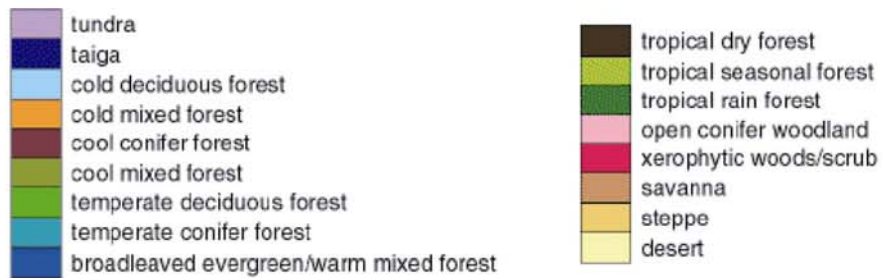 tundra
taiga
cold deciduous forest
cold mixed forest
cool conifer forest
cool mixed forest
temperate deciduous forest
temperate conifer forest
broadleaved evergreen/warm mixed forest
tropical dry forest
tropical seasonal forest
tropical rain forest
open conifer woodland
xerophytic woods/scrub
savanna
steppe
desert